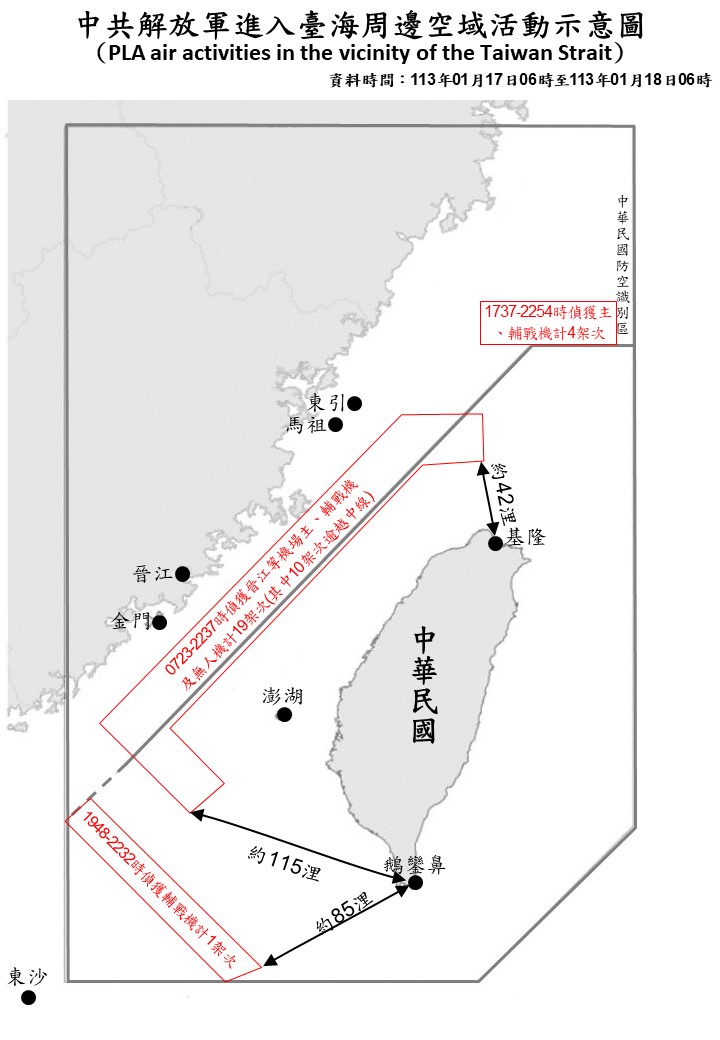 中共解放軍進入臺海周邊空域活動示意圖
（PLA air activities in the vicinity of the Taiwan Strait）
資料時間：113年01月17日06時至113年01月18日06時
中華民國防空識別區
1737-2254時偵獲主
、輔戰機計4架次
東引
馬祖
約42浬
基隆
0723-2237時偵獲晉江等機場主、輔戰機
及無人機計19架次(其中10架次逾越中線)
晉江
金門
中華民國
澎湖
1948-2232時偵獲輔戰機計1架次
約115浬
鵝鑾鼻
約85浬
東沙